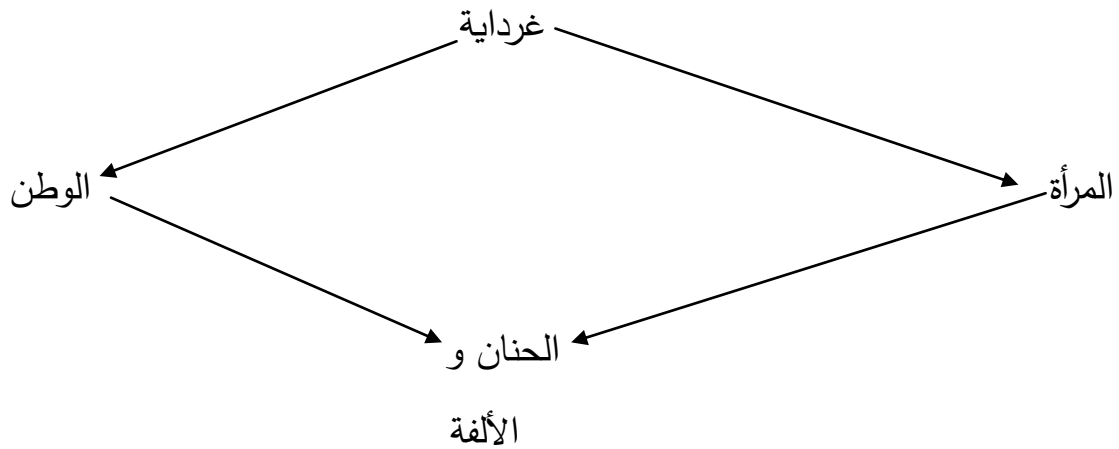 غرداية
المرأة
الوطن
الحنان و
الألفة